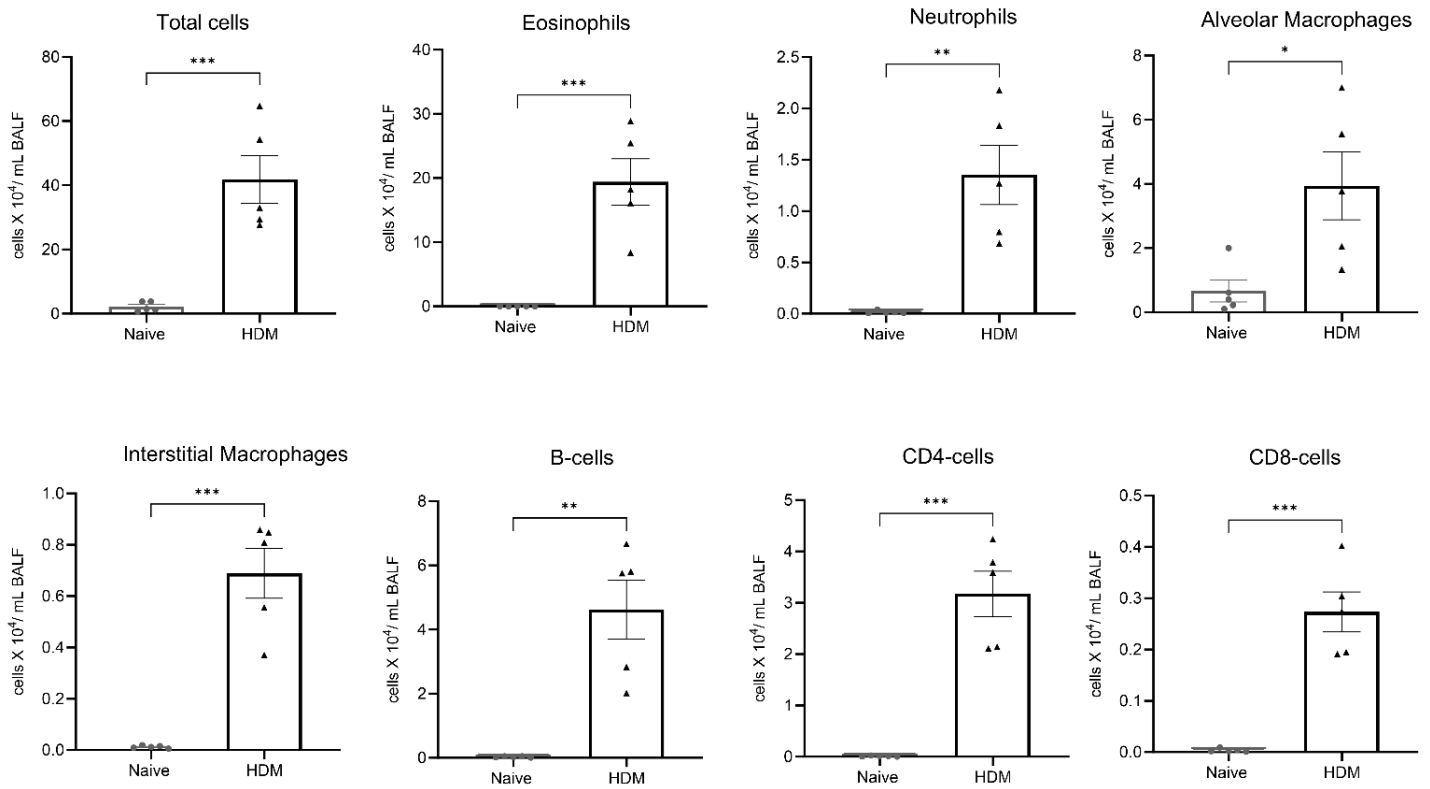 Total cells
Eosinophils
Neutrophils
Alveolar Macrophages
cells X 10⁴/ mL BALF
80
60
40
20
0
***
Naive
HDM
cells X 10⁴/ mL BALF
40
30
20
10
0
***
Naive
HDM
cells X 10⁴/ mL BALF
2.5
2.0
1.5
1.0
0.5
0.0
**
Naive
HDM
cells X 10⁴/ mL BALF
8
6
4
2
0
*
Naive
HDM
Interstitial Macrophages
B-cells
CD4-cells
CD8-cells
cells X 10⁴/ mL BALF
1.0
0.8
0.6
0.4
0.2
0.0
***
Naive
HDM
cells X 10⁴/ mL BALF
8
6
4
2
0
**
Naive
HDM
cells X 10⁴/ mL BALF
5
4
3
2
1
0
***
Naive
HDM
cells X 10⁴/ mL BALF
0.5
0.4
0.3
0.2
0.1
0.0
***
Naive
HDM